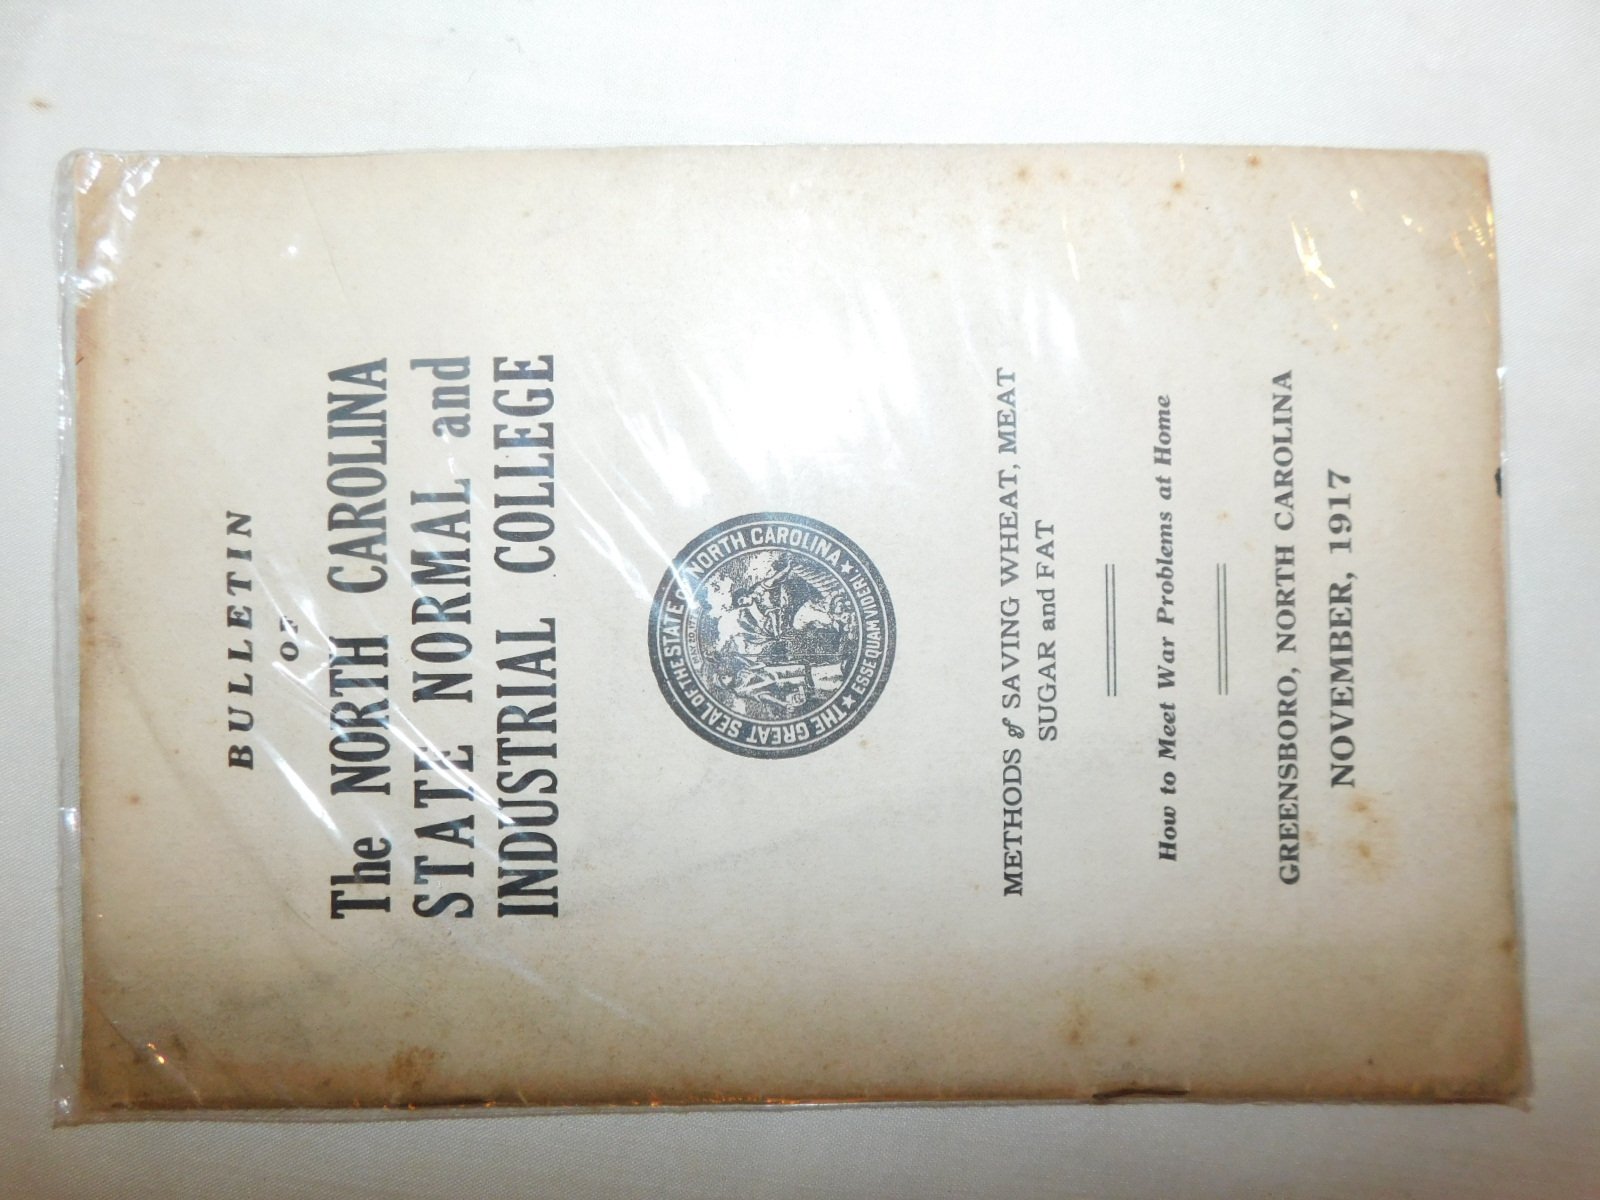 BULLETIN
OF
The NORTH CAROLINA
STATE NORMAL and
INDUSTRIAL COLLEGE
THE GREAT SEAL OF THE STATE OF NORTH CAROLINA
ESSE QUAM VIDERI
METHODS of SAVING WHEAT, MEAT
SUGAR and FAT
How to Meet War Problems at Home
GREENSBORO, NORTH CAROLINA
NOVEMBER, 1917